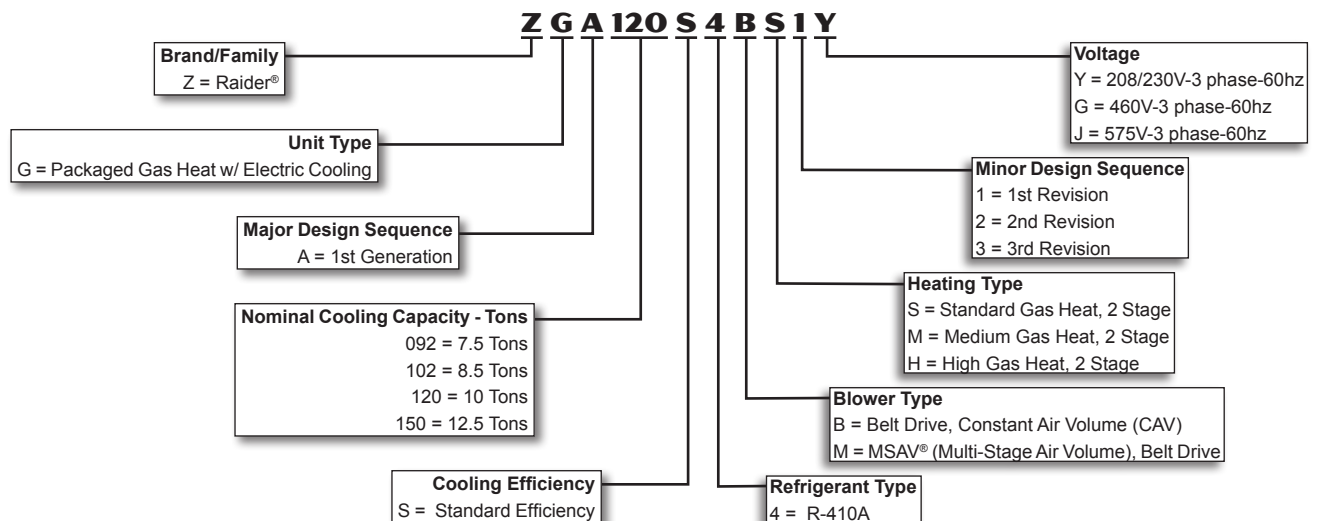 Z G A 120 S 4 B S 1 Y
Brand/Family
Z = Raider®
Unit Type
G = Packaged Gas Heat w/ Electric Cooling
Major Design Sequence
A = 1st Generation
Nominal Cooling Capacity - Tons
092 = 7.5 Tons
102 = 8.5 Tons
120 = 10 Tons
150 = 12.5 Tons
Cooling Efficiency
S = Standard Efficiency
Voltage
Y = 208/230V-3 phase-60hz
G = 460V-3 phase-60hz
J = 575V-3 phase-60hz
Minor Design Sequence
1 = 1st Revision
2 = 2nd Revision
3 = 3rd Revision
Heating Type
S = Standard Gas Heat, 2 Stage
M = Medium Gas Heat, 2 Stage
H = High Gas Heat, 2 Stage
Blower Type
B = Belt Drive, Constant Air Volume (CAV)
M = MSAV® (Multi-Stage Air Volume), Belt Drive
Refrigerant Type
4 = R-410A